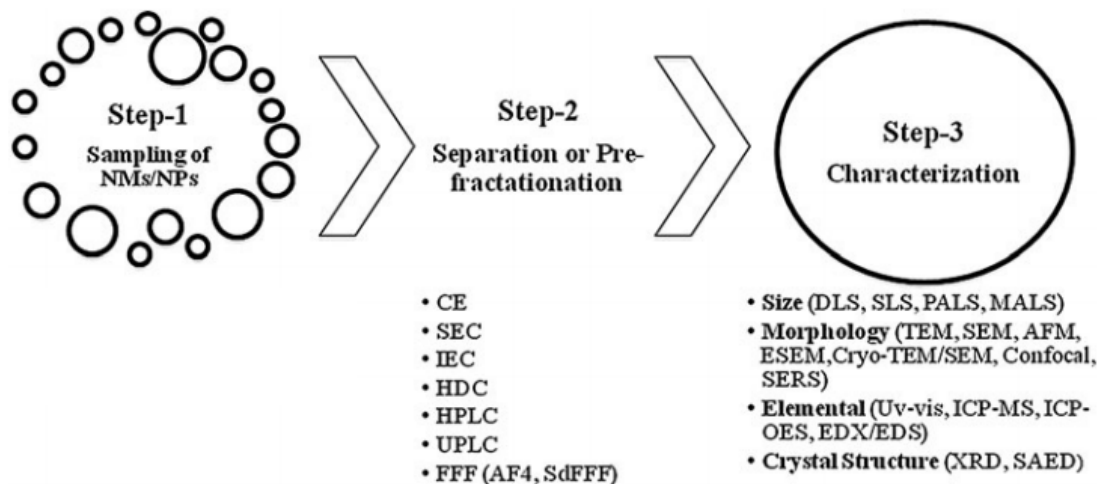 Step-1
Sampling of
NMs/NPs
Step-2
Separation or Pre-
fractationation
Step-3
Characterization
• CE
• SEC
• IEC
• HDC
• HPLC
• UPLC
• FFF (AF4, SdFFF)
• Size (DLS, SLS, PALS, MALS)
• Morphology (TEM, SEM, AFM,
ESEM,Cryo-TEM/SEM, Confocal,
SERS)
• Elemental (Uv-vis, ICP-MS, ICP-
OES, EDX/EDS)
• Crystal Structure (XRD, SAED)